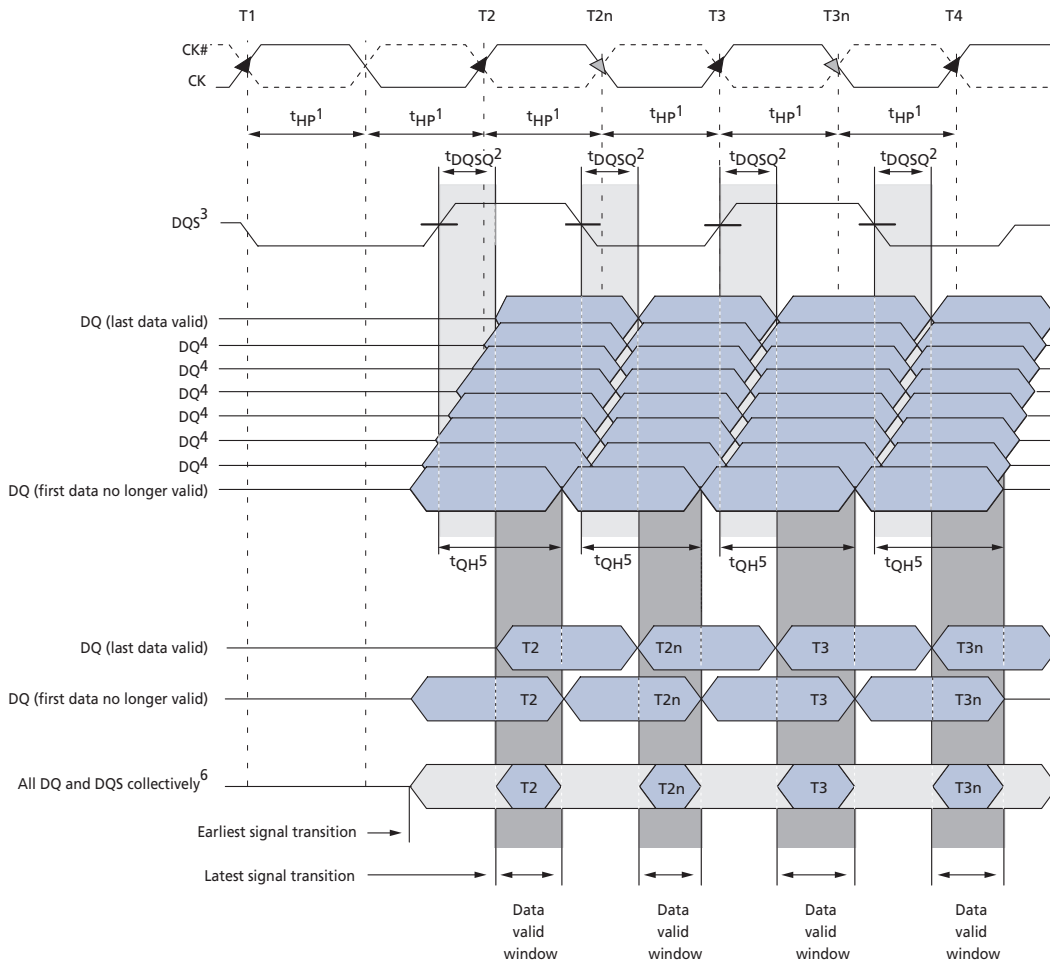 T1 T2 T2n T3 T3n T4
CK#
CK
tHP1 tHP1 tHP1 tHP1 tHP1 tHP1
tDQSQ2 tDQSQ2 tDQSQ2 tDQSQ2
DQS3
DQ (last data valid)
DQ4
DQ4
DQ4
DQ4
DQ4
DQ4
DQ (first data no longer valid)
tQH5 tQH5 tQH5 tQH5
DQ (last data valid) T2 T2n T3 T3n
DQ (first data no longer valid) T2 T2n T3 T3n
All DQ and DQS collectively6 T2 T2n T3 T3n
Earliest signal transition
Latest signal transition
Data valid window
Data valid window
Data valid window
Data valid window